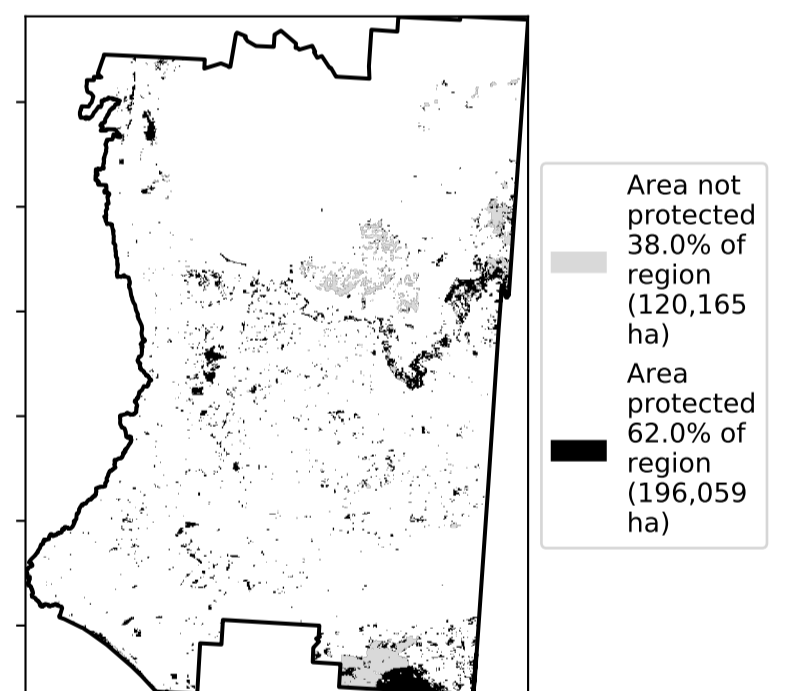 Area not
protected
38.0% of
region
(120,165
ha)
Area
protected
62.0% of
region
(196,059
ha)